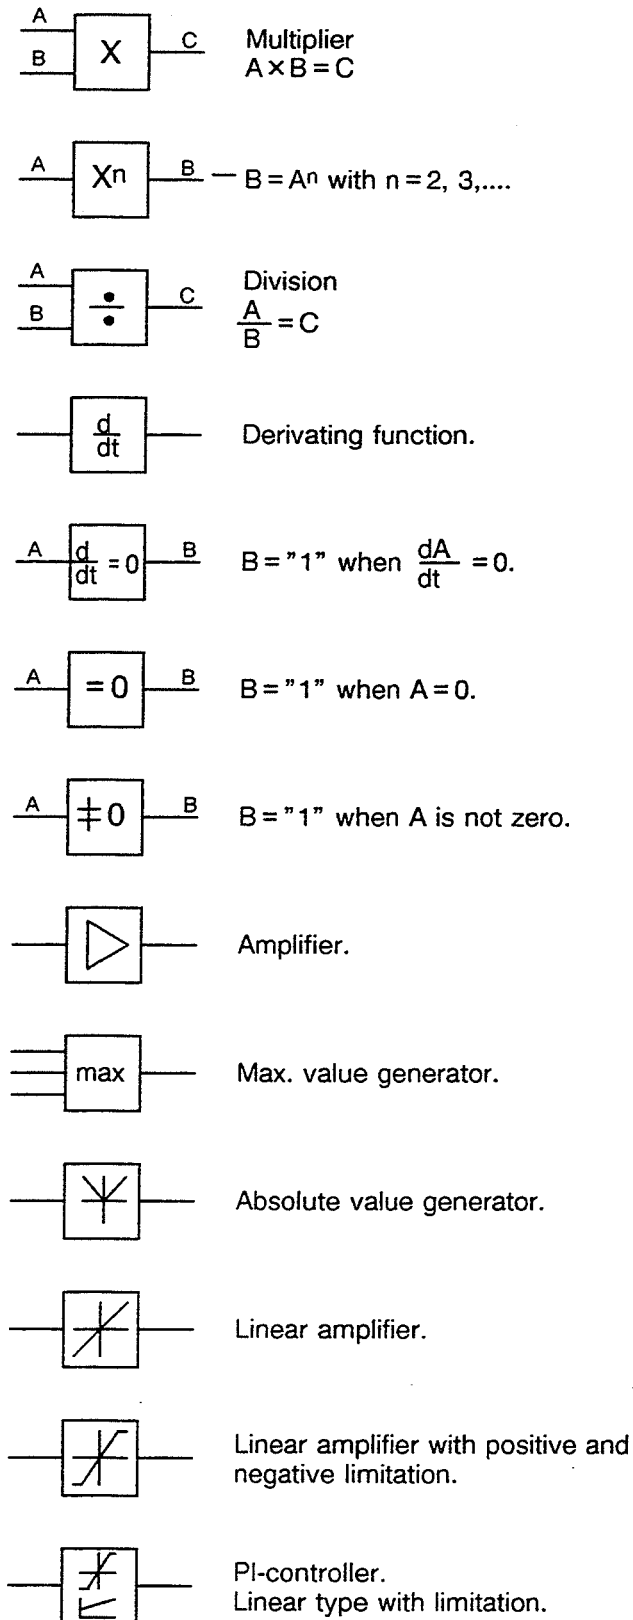 A
B
X
C
Multiplier
A×B=C
A
Xⁿ
B
B=Aⁿ with n=2, 3,....
A
B
÷
C
Division
A
B
=C
d
dt
Derivating function.
A
d
dt
=0
B
B="1" when dA
dt
=0.
A
=0
B
B="1" when A=0.
A
‡0
B
B="1" when A is not zero.
Amplifier.
max
Max. value generator.
Absolute value generator.
Linear amplifier.
Linear amplifier with positive and
negative limitation.
PI-controller.
Linear type with limitation.